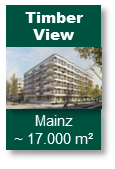 Timber
View
Mainz
~ 17.000 m²